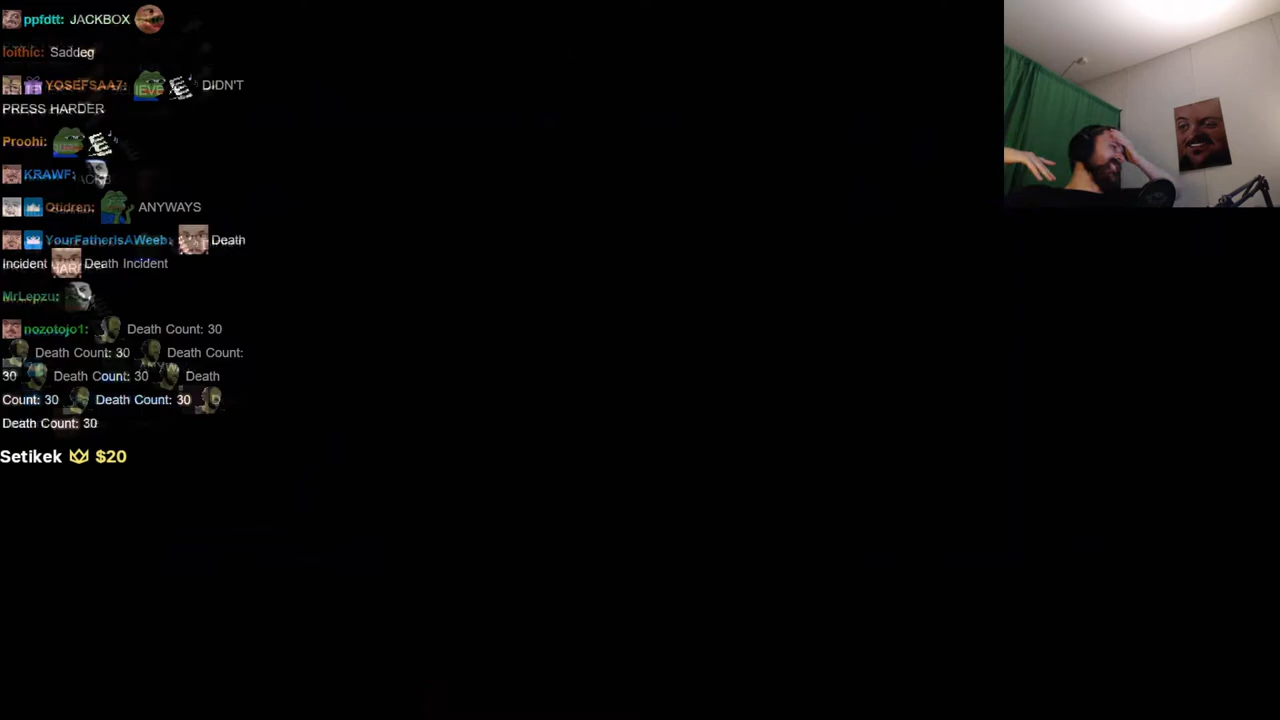 ppfdtt: JACKBOX
loithic: Saddeg
YOSEFSAA7: DIDN'T
PRESS HARDER
Proohi:
KRAWF:
Otidren: ANYWAYS
YourFatherIsAWeeb: Death
Incident Death Incident
MrLepzu:
nozotojo1: Death Count: 30
Death Count: 30 Death Count:
30 Death Count: 30 Death
Count: 30 Death Count: 30
Death Count: 30
Setikek $20